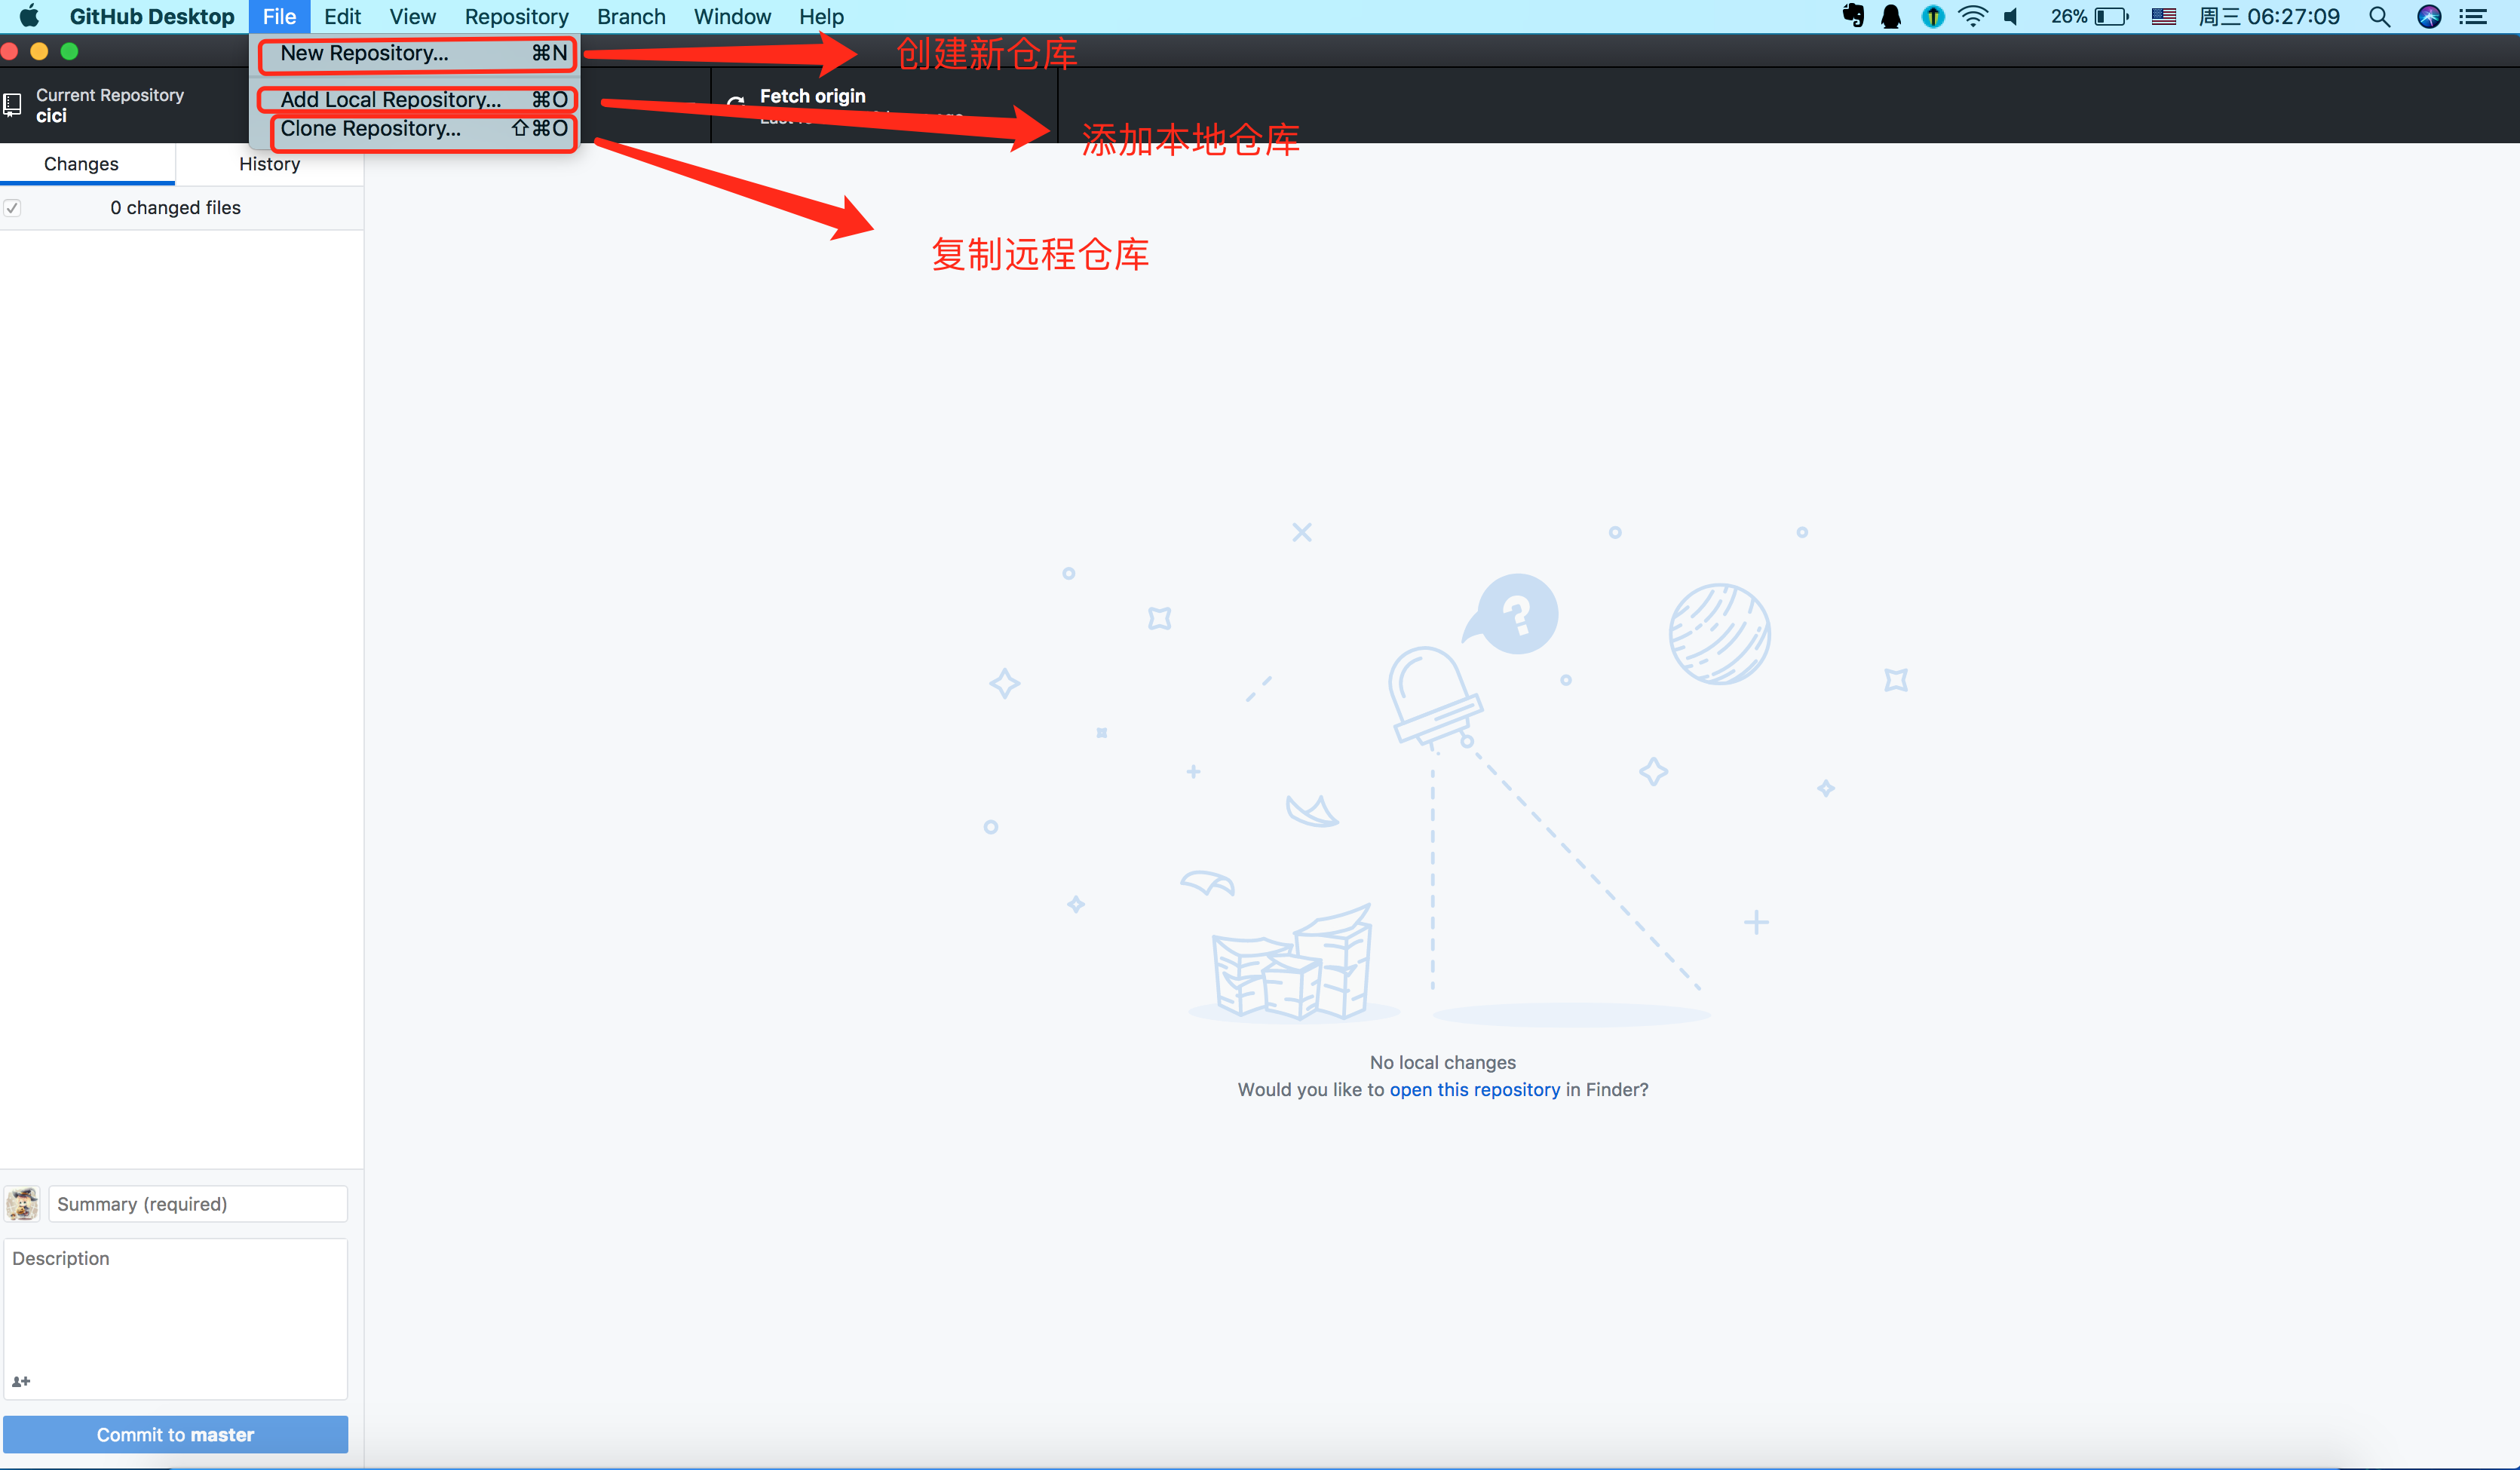 GitHub Desktop File Edit View Repository Branch Window Help 26% 周三 06:27:09
New Repository... ⌘N 创建新仓库
Current Repository
cici
Add Local Repository... ⌘O
Fetch origin
添加本地仓库
Clone Repository... ⇧⌘O
Changes History
0 changed files
复制远程仓库
?
No local changes
Would you like to open this repository in Finder?
Summary (required)
Description
Commit to master